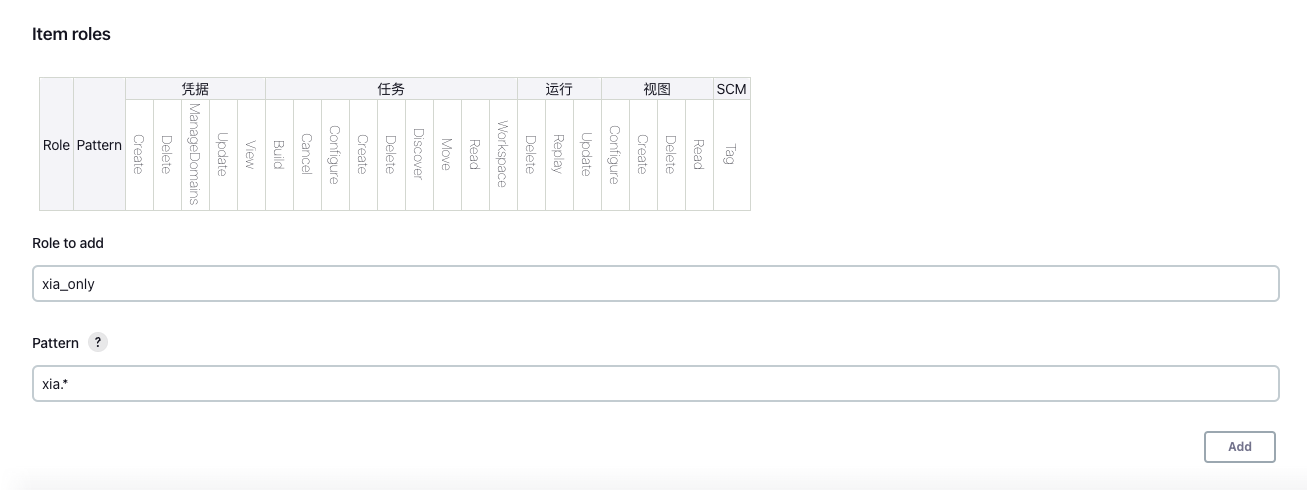 Item roles
凭据 任务 运行 视图 SCM
Role Pattern Create Delete ManageDomains Update View Build Cancel Configure Create Delete Discover Move Read Workspace Delete Replay Update Configure Create Delete Read Tag
Role to add
xia_only
Pattern ?
xia.*
Add